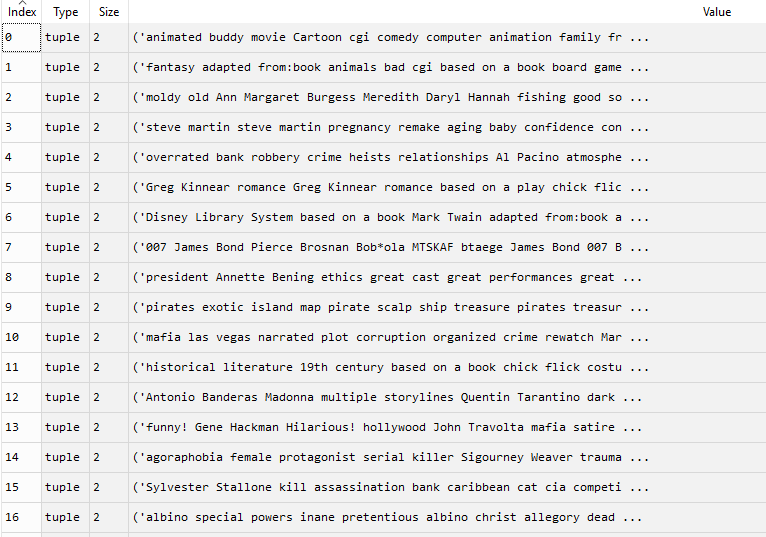 Index Type Size Value
0 tuple 2 ('animated buddy movie Cartoon cgi comedy computer animation family fr ...
1 tuple 2 ('fantasy adapted from:book animals bad cgi based on a book board game ...
2 tuple 2 ('moldy old Ann Margaret Burgess Meredith Daryl Hannah fishing good so ...
3 tuple 2 ('steve martin steve martin pregnancy remake aging baby confidence con ...
4 tuple 2 ('overrated bank robbery crime heists relationships Al Pacino atmosphe ...
5 tuple 2 ('Greg Kinnear romance Greg Kinnear romance based on a play chick flic ...
6 tuple 2 ('Disney Library System based on a book Mark Twain adapted from:book a ...
7 tuple 2 ('007 James Bond Pierce Brosnan Bob*ola MTSKAF btaege James Bond 007 B ...
8 tuple 2 ('president Annette Bening ethics great cast great performances great ...
9 tuple 2 ('pirates exotic island map pirate scalp ship treasure pirates treasur ...
10 tuple 2 ('mafia las vegas narrated plot corruption organized crime rewatch Mar ...
11 tuple 2 ('historical literature 19th century based on a book chick flick costu ...
12 tuple 2 ('Antonio Banderas Madonna multiple storylines Quentin Tarantino dark ...
13 tuple 2 ('funny! Gene Hackman Hilarious! hollywood John Travolta mafia satire ...
14 tuple 2 ('agoraphobia female protagonist serial killer Sigourney Weaver trauma ...
15 tuple 2 ('Sylvester Stallone kill assassination bank caribbean cat cia competi ...
16 tuple 2 ('albino special powers inane pretentious albino christ allegory dead ...